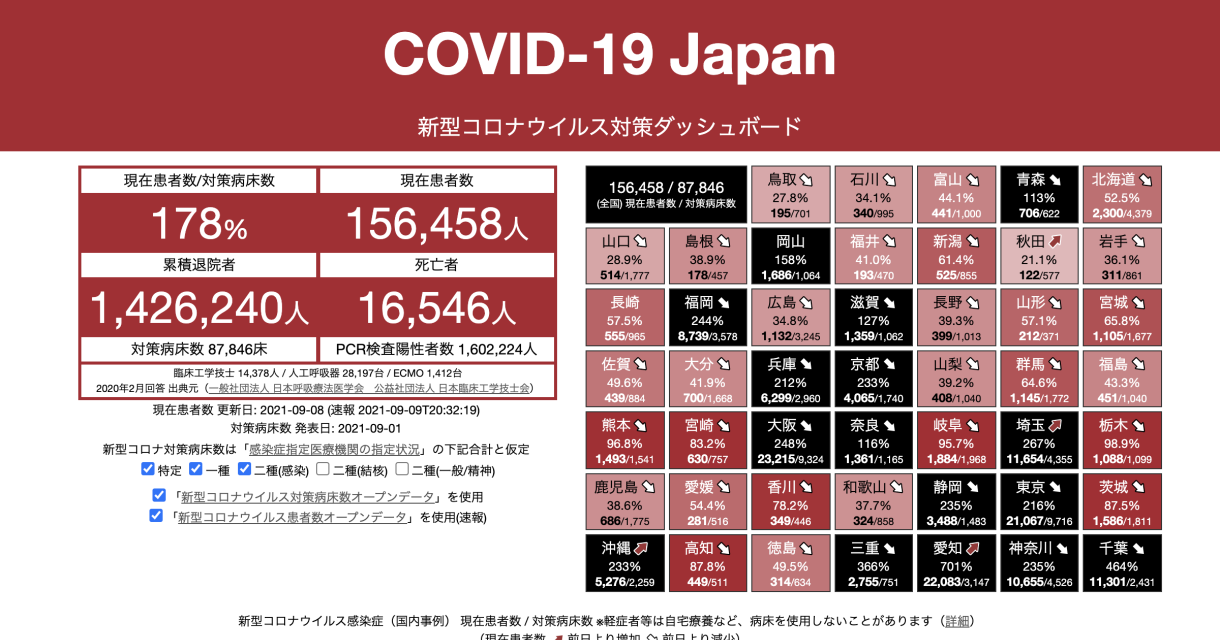 COVID-19 Japan
新型コロナウイルス対策ダッシュボード
現在患者数/対策病床数
現在患者数
178%
156,458人
累積退院者
死亡者
1,426,240人
16,546人
対策病床数 87,846床
PCR検査陽性者数 1,602,224人
臨床工学技士 14,378人 / 人工呼吸器 28,197台 / ECMO 1,412台
2020年2月回答 出典元（一般社団法人 日本呼吸療法医学会　公益社団法人 日本臨床工学技士会）
現在患者数 更新日: 2021-09-08 (速報 2021-09-09T20:32:19)
対策病床数 発表日: 2021-09-01
新型コロナ対策病床数は「感染症指定医療機関の指定状況」の下記合計と仮定
特定 一種 二種(感染) 二種(結核) 二種(一般/精神)
「新型コロナウイルス対策病床数オープンデータ」を使用
「新型コロナウイルス患者数オープンデータ」を使用(速報)
156,458 / 87,846
(全国) 現在患者数 / 対策病床数
鳥取
27.8%
195/701
石川
34.1%
340/995
富山
44.1%
441/1,000
青森
113%
706/622
北海道
52.5%
2,300/4,379
山口
28.9%
514/1,777
島根
38.9%
178/457
岡山
158%
1,686/1,064
福井
41.0%
193/470
新潟
61.4%
525/855
秋田
21.1%
122/577
岩手
36.1%
311/861
長崎
57.5%
555/965
福岡
244%
8,739/3,578
広島
34.8%
1,132/3,245
滋賀
127%
1,359/1,062
長野
39.3%
399/1,013
山形
57.1%
212/371
宮城
65.8%
1,105/1,677
佐賀
49.6%
439/884
大分
41.9%
700/1,668
兵庫
212%
6,299/2,960
京都
233%
4,065/1,740
山梨
39.2%
408/1,040
群馬
64.6%
1,145/1,772
福島
43.3%
451/1,040
熊本
96.8%
1,493/1,541
宮崎
83.2%
630/757
大阪
248%
23,215/9,324
奈良
116%
1,361/1,165
岐阜
95.7%
1,884/1,968
埼玉
267%
11,654/4,355
栃木
98.9%
1,088/1,099
鹿児島
38.6%
686/1,775
愛媛
54.4%
281/516
香川
78.2%
349/446
和歌山
37.7%
324/858
静岡
235%
3,488/1,483
東京
216%
21,067/9,716
茨城
87.5%
1,586/1,811
沖縄
233%
5,276/2,259
高知
87.8%
449/511
徳島
49.5%
314/634
三重
366%
2,755/751
愛知
701%
22,083/3,147
神奈川
235%
10,655/4,526
千葉
464%
11,301/2,431
新型コロナウイルス感染症（国内事例） 現在患者数 / 対策病床数 ※軽症者等は自宅療養など、病床を使用しないことがあります（詳細）
（現在患者数 前日より増加 前日より減少）